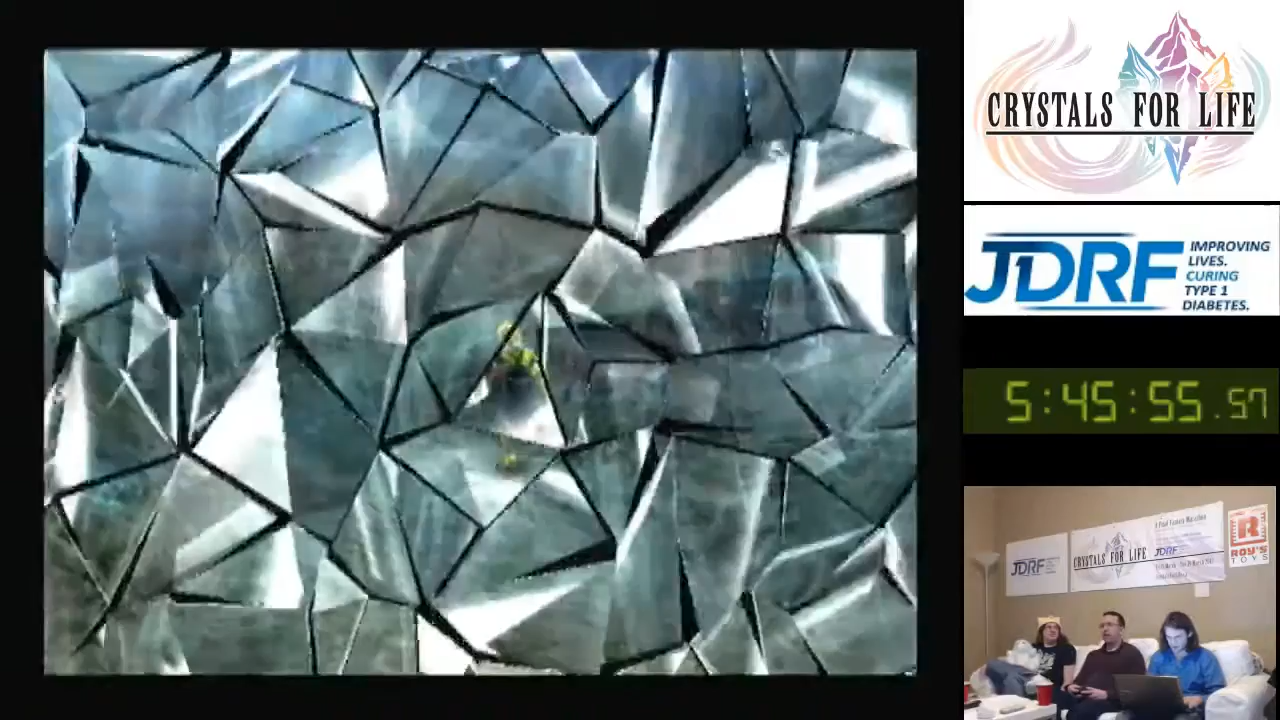 CRYSTALS FOR LIFE
JDRF
IMPROVING
LIVES.
CURING
TYPE 1
DIABETES.
5:45:55.57
JDRF
CRYSTALS FOR LIFE
JDRF
R
ROY'S
TOYS